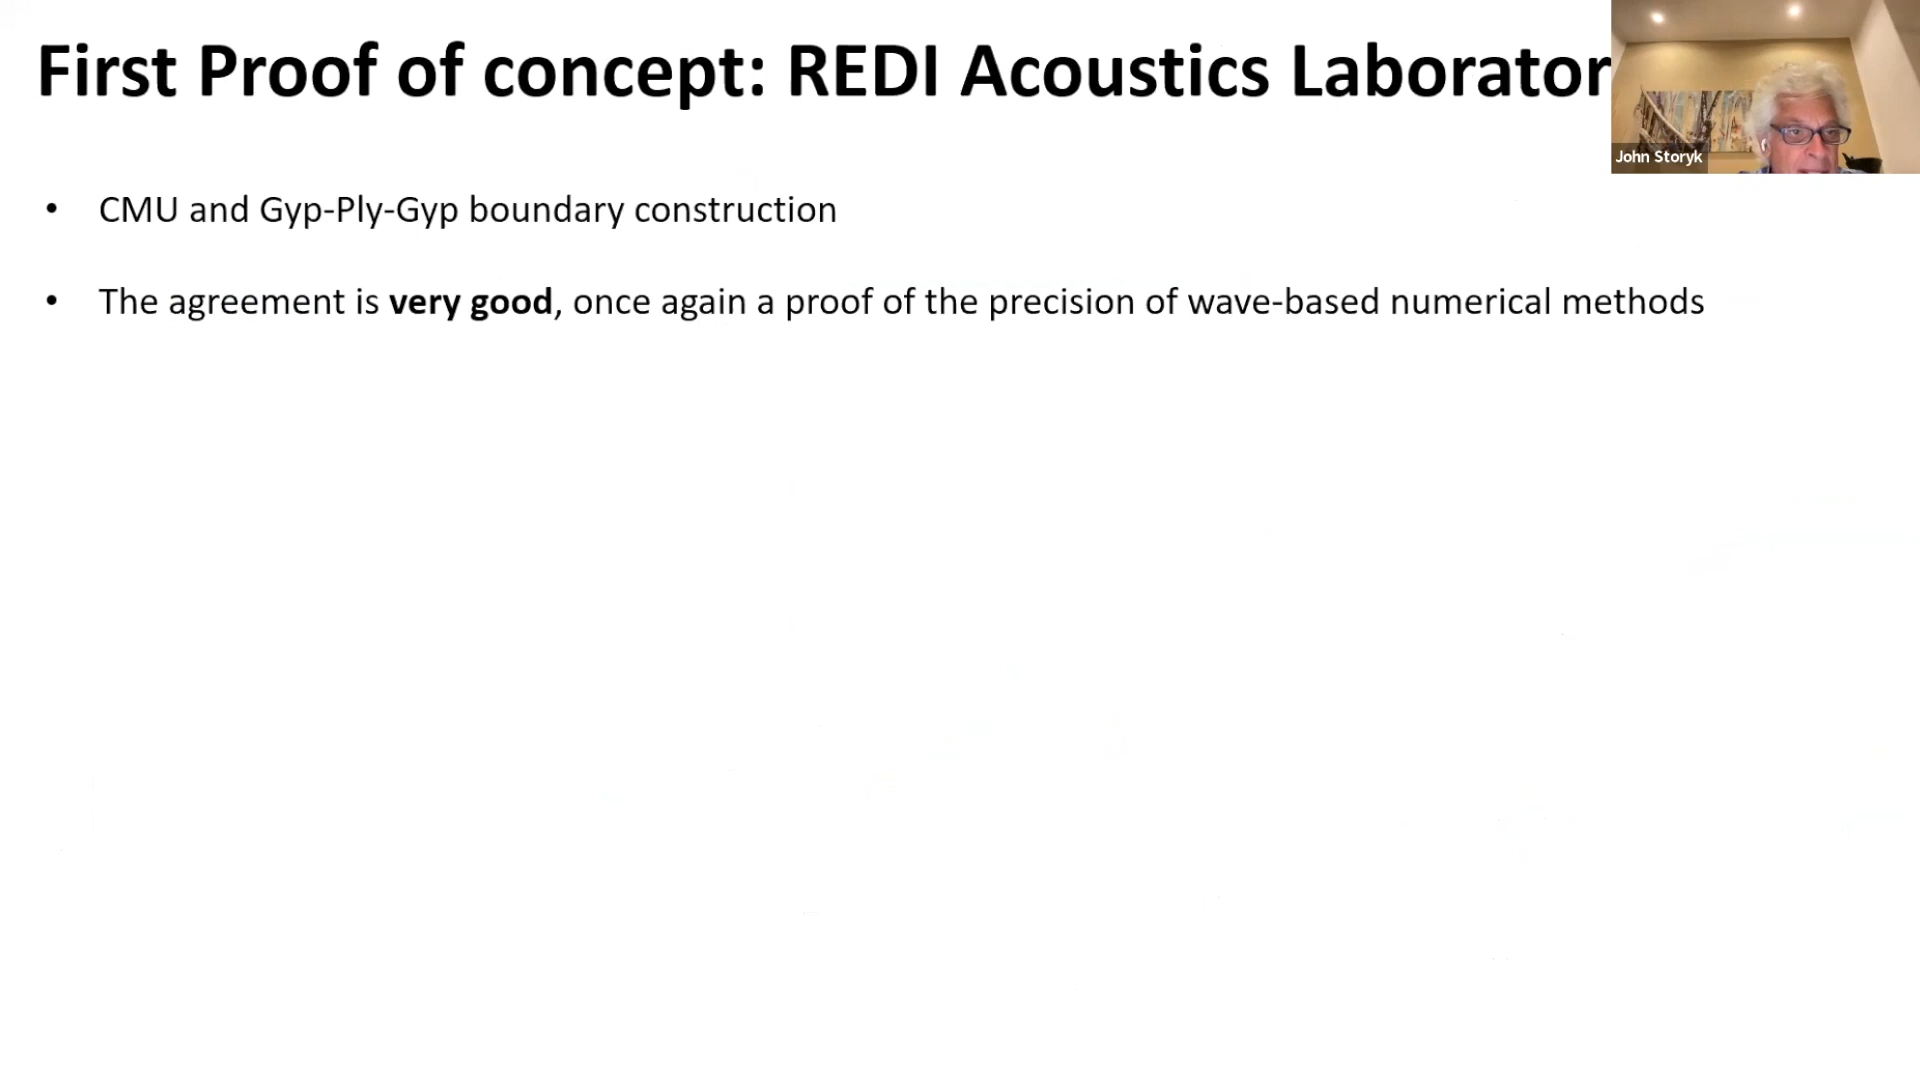 First Proof of concept: REDI Acoustics Laborator
John Storyk
• CMU and Gyp-Ply-Gyp boundary construction
• The agreement is very good, once again a proof of the precision of wave-based numerical methods